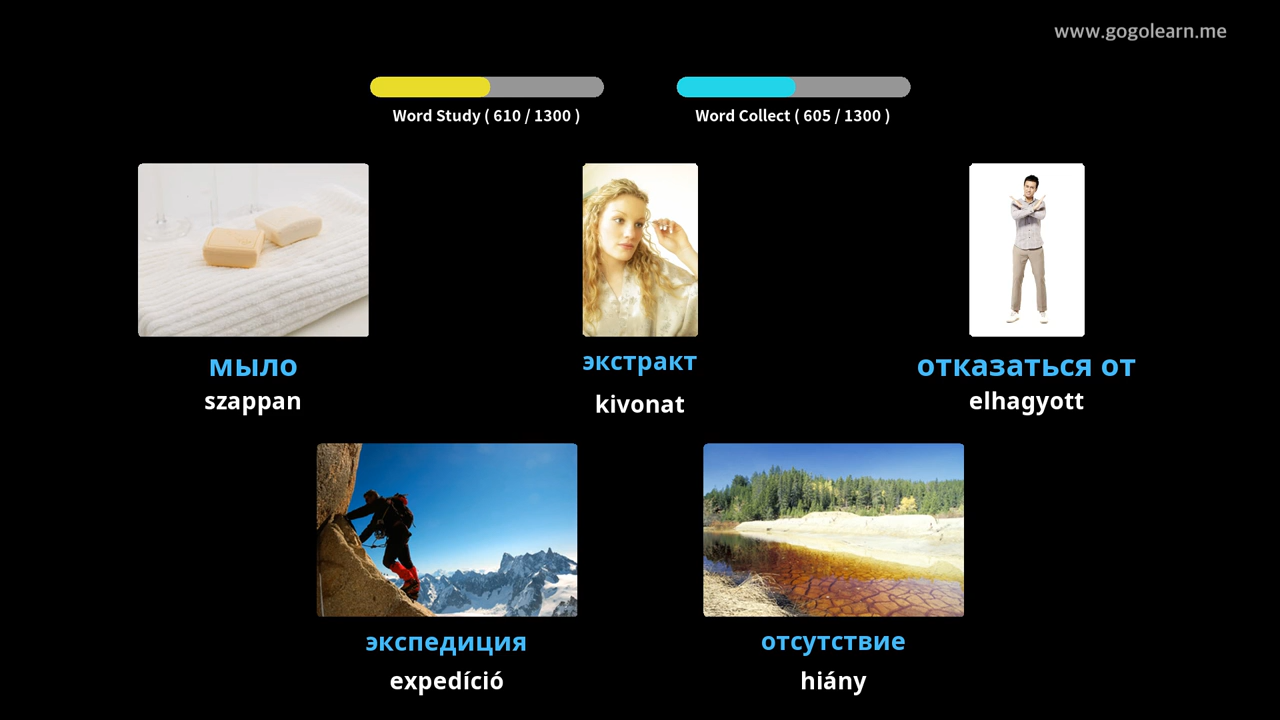 www.gogolearn.me
Word Study ( 610 / 1300 )
Word Collect ( 605 / 1300 )
мыло
szappan
экстракт
kivonat
отказаться от
elhagyott
экспедиция
expedíció
отсутствие
hiány